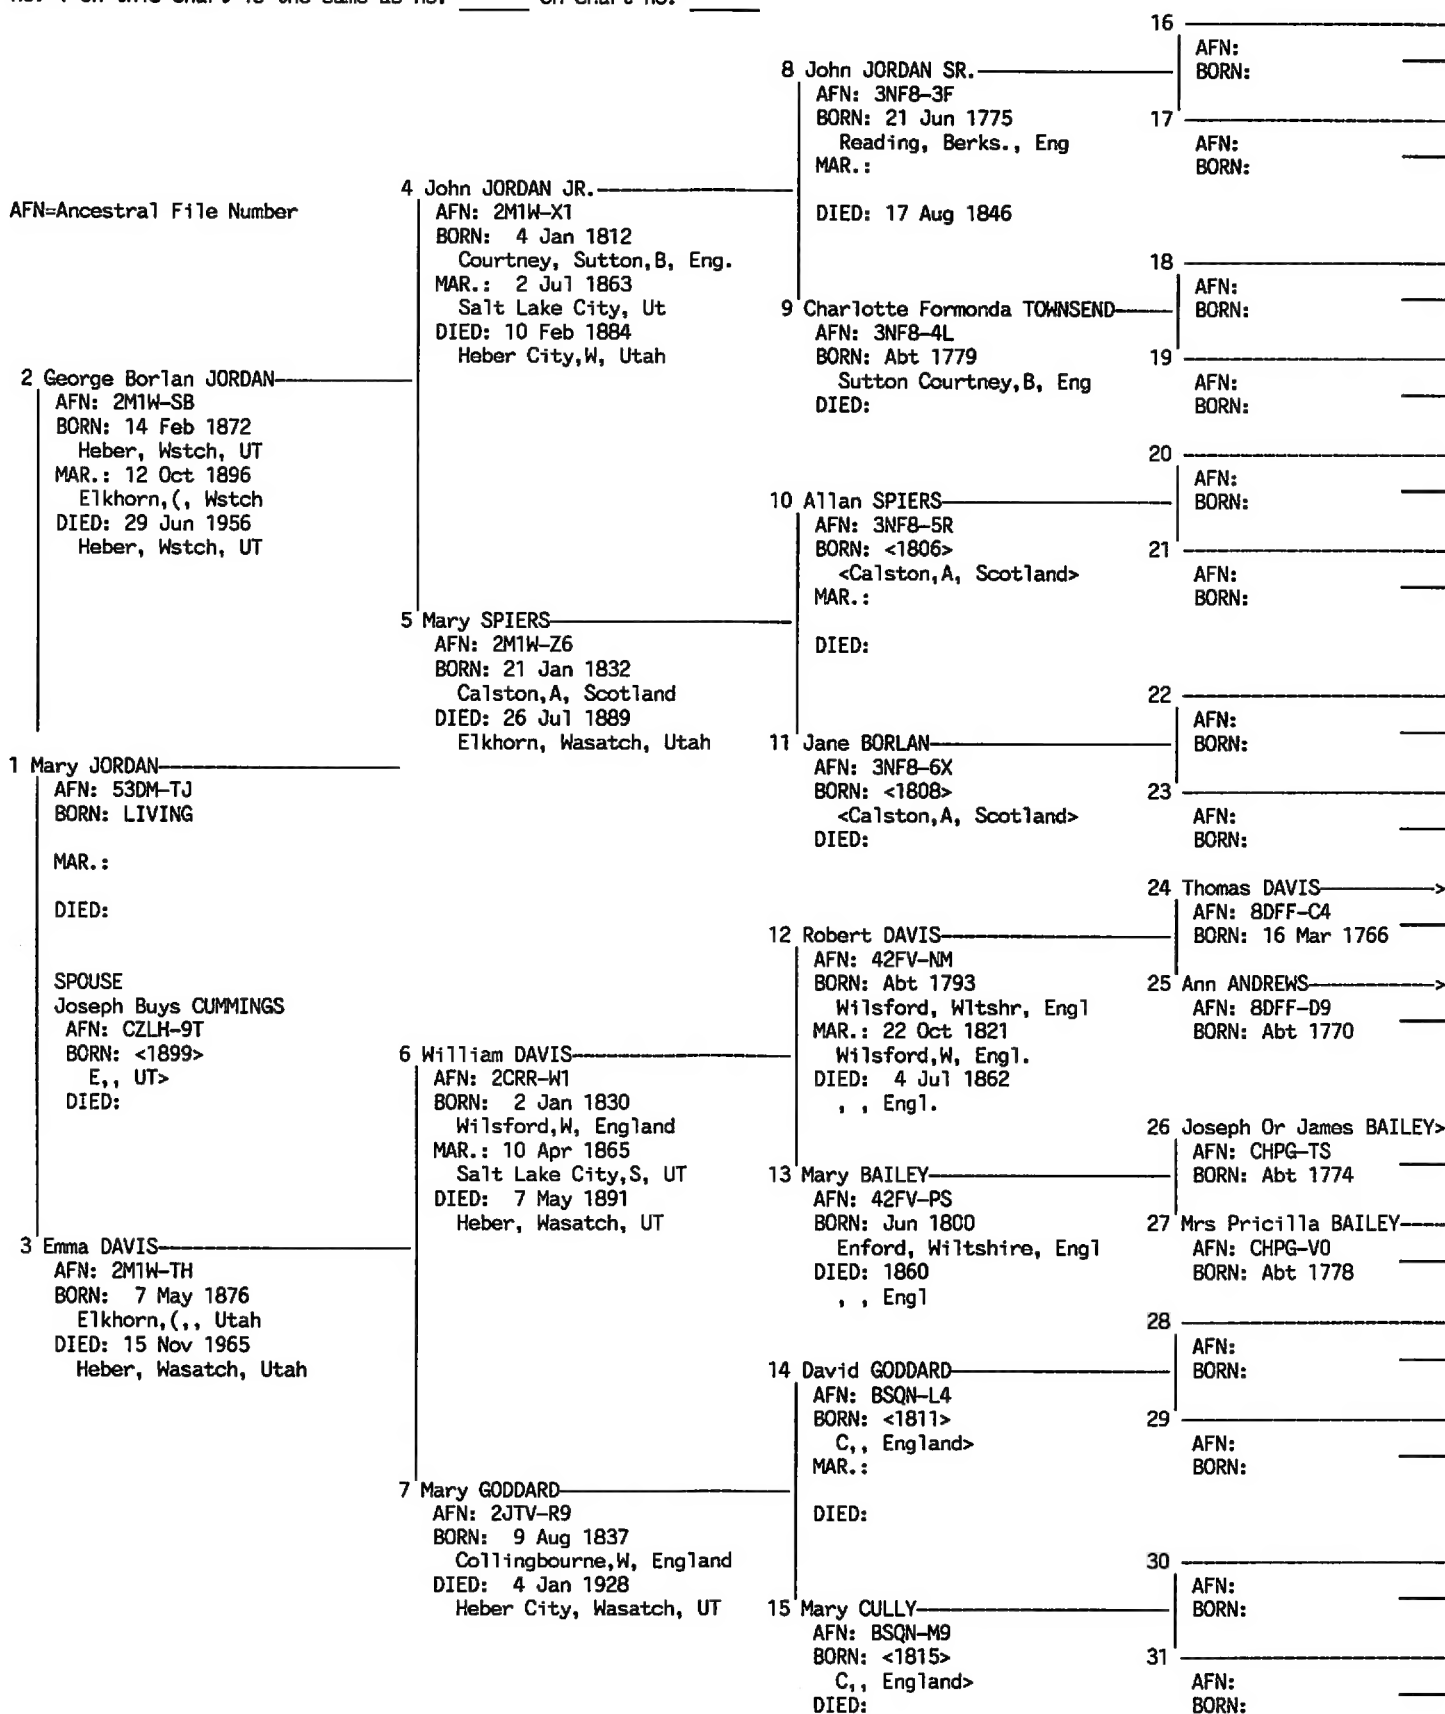 AFN=Ancestral File Number
1 Mary JORDAN
AFN: 53DM-TJ
BORN: LIVING
MAR.:
DIED:
SPOUSE
Joseph Buys CUMMINGS
AFN: CZLH-9T
BORN: <1899>
E,, UT>
DIED:
2 George Borlan JORDAN
AFN: 2M1W-SB
BORN: 14 Feb 1872
Heber, Wstch, UT
MAR.: 12 Oct 1896
Elkhorn,(, Wstch
DIED: 29 Jun 1956
Heber, Wstch, UT
3 Emma DAVIS
AFN: 2M1W-TH
BORN: 7 May 1876
Elkhorn,(,, Utah
DIED: 15 Nov 1965
Heber, Wasatch, Utah
4 John JORDAN JR.
AFN: 2M1W-X1
BORN: 4 Jan 1812
Courtney, Sutton,B, Eng.
MAR.: 2 Jul 1863
Salt Lake City, Ut
DIED: 10 Feb 1884
Heber City,W, Utah
5 Mary SPIERS
AFN: 2M1W-Z6
BORN: 21 Jan 1832
Calston,A, Scotland
DIED: 26 Jul 1889
Elkhorn, Wasatch, Utah
6 William DAVIS
AFN: 2CRR-W1
BORN: 2 Jan 1830
Wilsford,W, England
MAR.: 10 Apr 1865
Salt Lake City,S, UT
DIED: 7 May 1891
Heber, Wasatch, UT
7 Mary GODDARD
AFN: 2JTV-R9
BORN: 9 Aug 1837
Collingbourne,W, England
DIED: 4 Jan 1928
Heber City, Wasatch, UT
8 John JORDAN SR.
AFN: 3NF8-3F
BORN: 21 Jun 1775
Reading, Berks., Eng
MAR.:
DIED: 17 Aug 1846
9 Charlotte Formonda TOWNSEND
AFN: 3NF8-4L
BORN: Abt 1779
Sutton Courtney,B, Eng
DIED:
10 Allan SPIERS
AFN: 3NF8-5R
BORN: <1806>
<Calston,A, Scotland>
MAR.:
DIED:
11 Jane BORLAN
AFN: 3NF8-6X
BORN: <1808>
<Calston,A, Scotland>
DIED:
12 Robert DAVIS
AFN: 42FV-NM
BORN: Abt 1793
Wilsford, Wltshr, Engl
MAR.: 22 Oct 1821
Wilsford,W, Engl.
DIED: 4 Jul 1862
, , Engl.
13 Mary BAILEY
AFN: 42FV-PS
BORN: Jun 1800
Enford, Wiltshire, Engl
DIED: 1860
, , Engl
14 David GODDARD
AFN: BSQN-L4
BORN: <1811>
C,, England>
MAR.:
DIED:
15 Mary CULLY
AFN: BSQN-M9
BORN: <1815>
C,, England>
DIED:
16
AFN:
BORN:
17
AFN:
BORN:
18
AFN:
BORN:
19
AFN:
BORN:
20
AFN:
BORN:
21
AFN:
BORN:
22
AFN:
BORN:
23
AFN:
BORN:
24 Thomas DAVIS>
AFN: 8DFF-C4
BORN: 16 Mar 1766
25 Ann ANDREWS>
AFN: 8DFF-D9
BORN: Abt 1770
26 Joseph Or James BAILEY>
AFN: CHPG-TS
BORN: Abt 1774
27 Mrs Pricilla BAILEY
AFN: CHPG-V0
BORN: Abt 1778
28
AFN:
BORN:
29
AFN:
BORN:
30
AFN:
BORN:
31
AFN:
BORN: